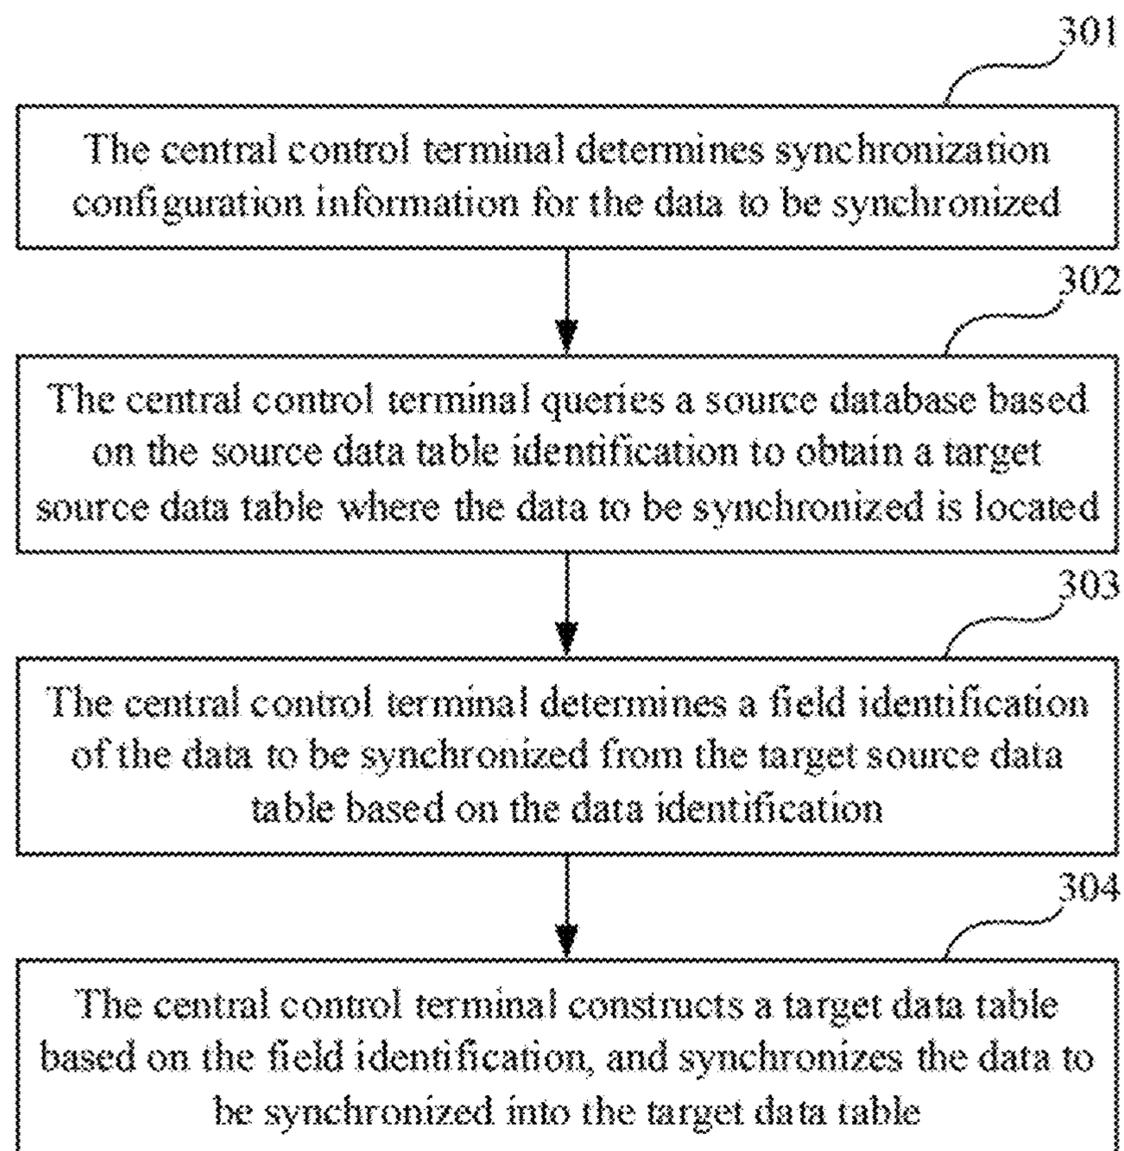 301
The central control terminal determines synchronization
configuration information for the data to be synchronized
302
The central control terminal queries a source database based
on the source data table identification to obtain a target
source data table where the data to be synchronized is located
303
The central control terminal determines a field identification
of the data to be synchronized from the target source data
table based on the data identification
304
The central control terminal constructs a target data table
based on the field identification, and synchronizes the data to
be synchronized into the target data table